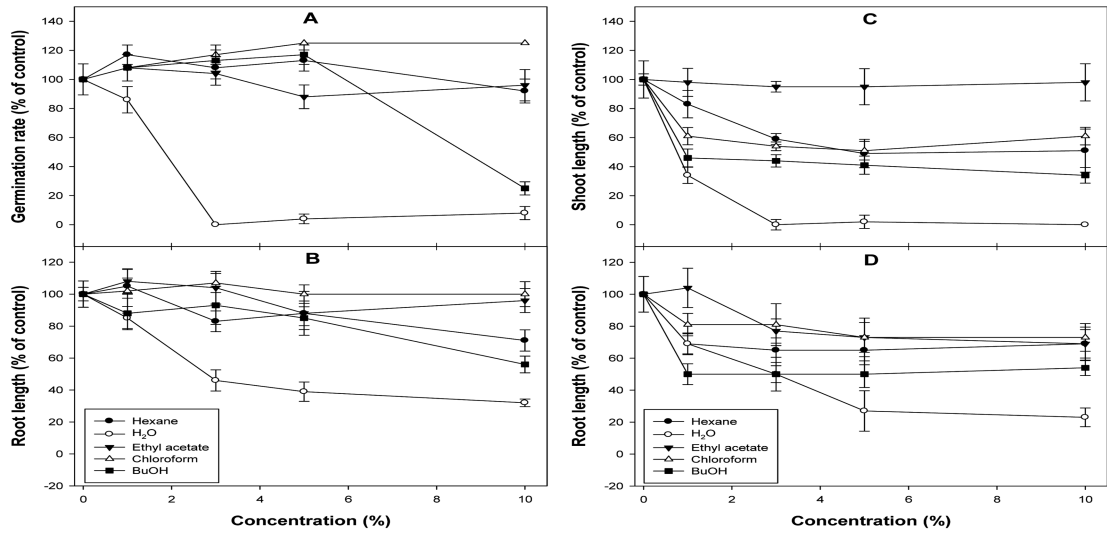 A
Germination rate (% of control)
140
120
100
80
60
40
20
0
B
Root length (% of control)
120
100
80
60
40
20
0
-20
Hexane
H2O
Ethyl acetate
Chloroform
BuOH
0
2
4
6
8
10
Concentration (%)
C
Shoot length (% of control)
140
120
100
80
60
40
20
0
D
Root length (% of control)
120
100
80
60
40
20
0
-20
Hexane
H2O
Ethyl acetate
Chloroform
BuOH
0
2
4
6
8
10
Concentration (%)